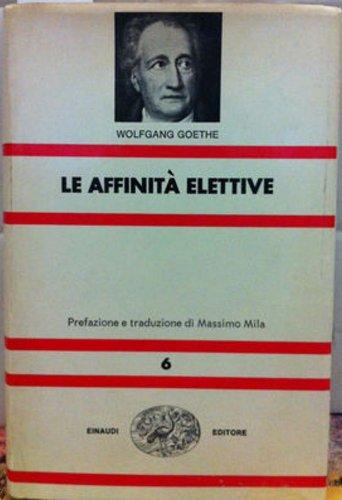 WOLFGANG GOETHE
LE AFFINITÀ ELETTIVE
Prefazione e traduzione di Massimo Mila
6
EINAUDI EDITORE